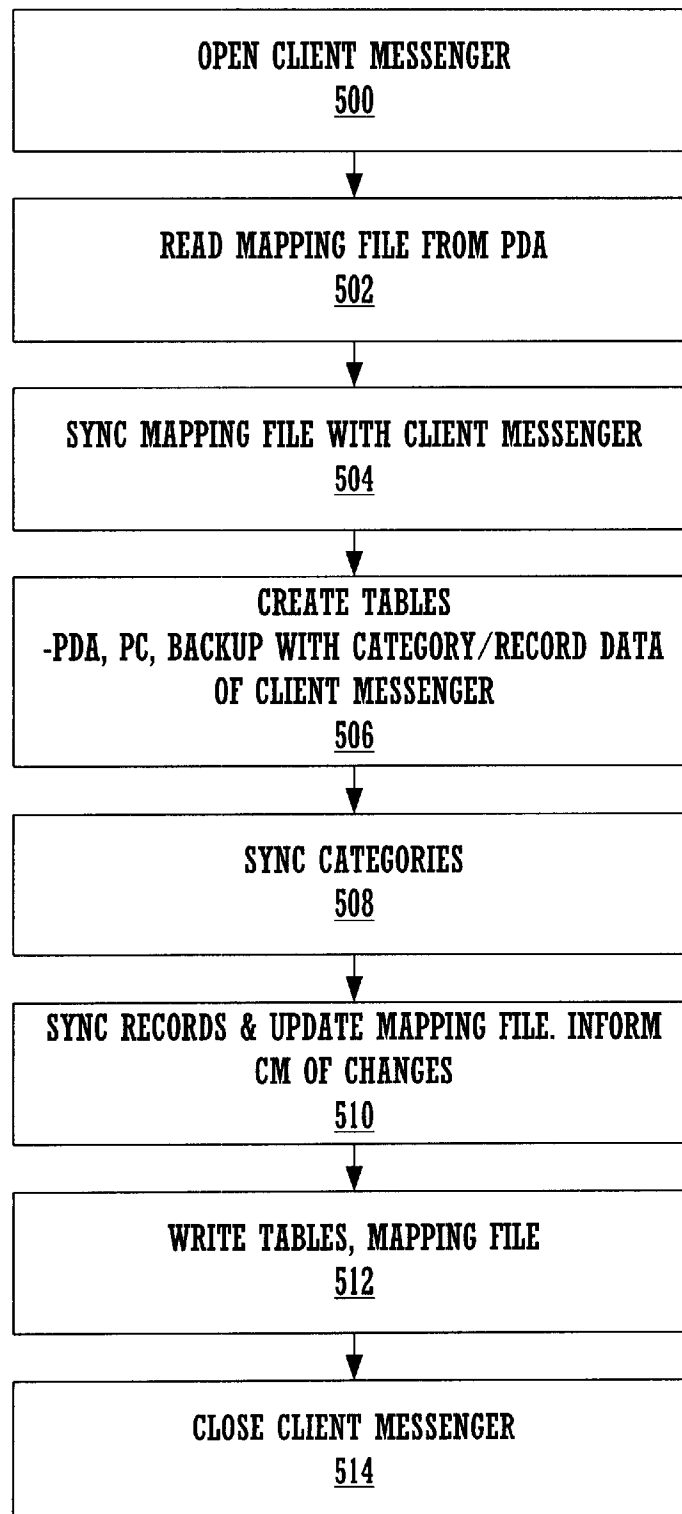 OPEN CLIENT MESSENGER
500
READ MAPPING FILE FROM PDA
502
SYNC MAPPING FILE WITH CLIENT MESSENGER
504
CREATE TABLES
-PDA, PC, BACKUP WITH CATEGORY/RECORD DATA
OF CLIENT MESSENGER
506
SYNC CATEGORIES
508
SYNC RECORDS & UPDATE MAPPING FILE. INFORM
CM OF CHANGES
510
WRITE TABLES, MAPPING FILE
512
CLOSE CLIENT MESSENGER
514